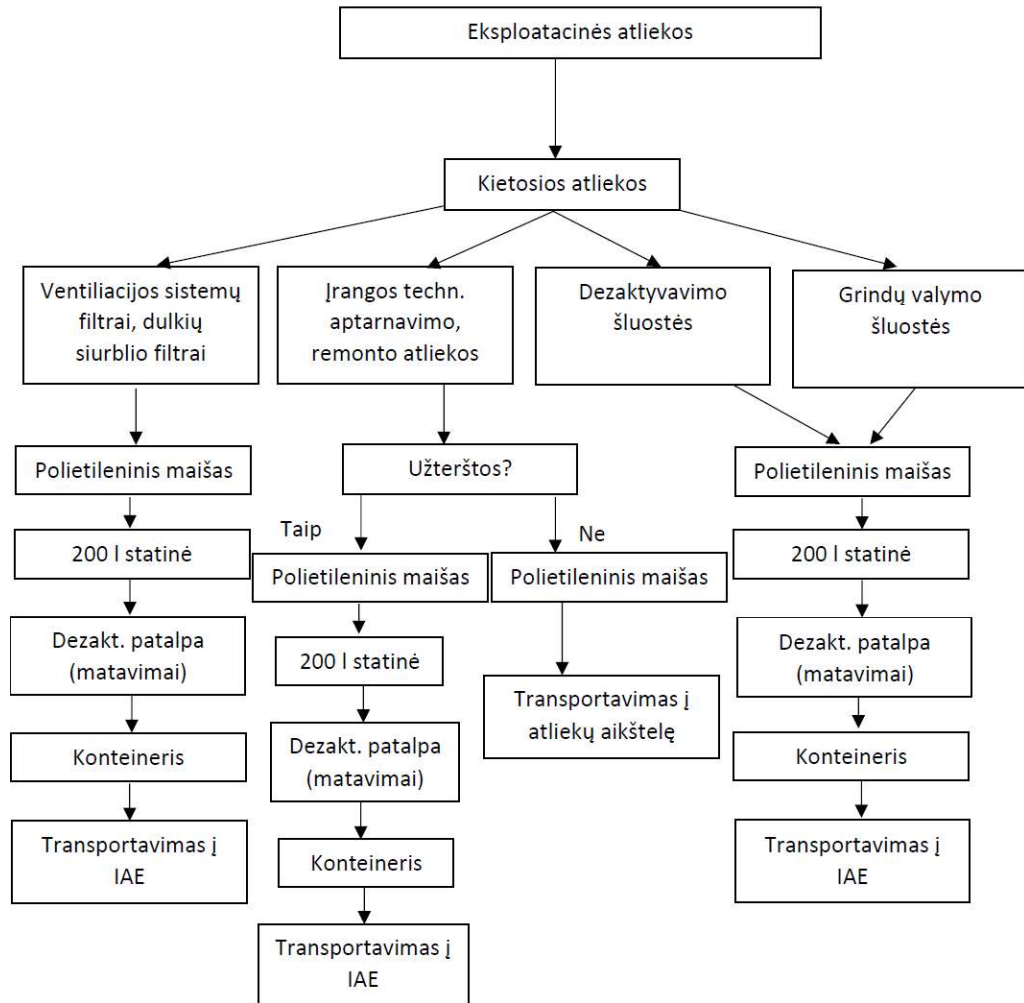 Eksploatacinės atliekos
Kietosios atliekos
Ventiliacijos sistemų
filtrai, dulkių
siurblio filtrai
Įrangos techn.
aptarnavimo,
remonto atliekos
Dezaktyvavimo
šluostės
Grindų valymo
šluostės
Polietileninis maišas
Užterštos?
Polietileninis maišas
Taip
Ne
200 l statinė
Polietileninis maišas
Polietileninis maišas
200 l statinė
Dezakt. patalpa
(matavimai)
200 l statinė
Transportavimas į
atliekų aikštelę
Dezakt. patalpa
(matavimai)
Konteineris
Dezakt. patalpa
(matavimai)
Konteineris
Transportavimas į
IAE
Konteineris
Transportavimas į
IAE
Transportavimas į
IAE